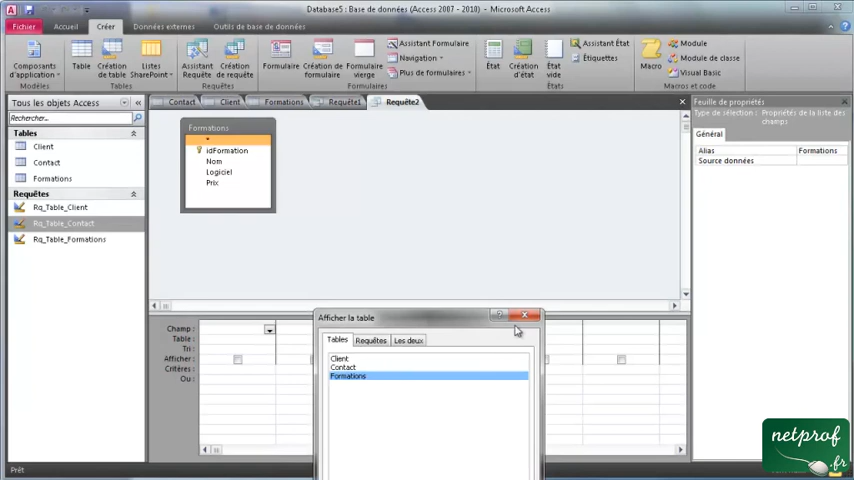 Database5 : Base de données (Access 2007 - 2010) - Microsoft Access
Fichier
Accueil
Créer
Données externes
Outils de base de données
Composants d'application
Table
Création de table
Listes SharePoint
Assistant Requête
Création de requête
Formulaire
Création de formulaire
Formulaire vierge
Assistant Formulaire
Navigation
Plus de formulaires
État
Création d'état
État vide
Assistant État
Étiquettes
Macro
Module
Module de classe
Visual Basic
Modèles
Tables
Requêtes
Formulaires
États
Macros et code
Tous les objets Access
Rechercher...
Tables
Client
Contact
Formations
Requêtes
Rq_Table_Client
Rq_Table_Contact
Rq_Table_Formations
Contact
Client
Formations
Requête1
Requête2
Formations
*
idFormation
Nom
Logiciel
Prix
Champ :
Table :
Tri :
Afficher :
Critères :
Ou :
Afficher la table
Tables
Requêtes
Les deux
Client
Contact
Formations
Feuille de propriétés
Type de sélection : Propriétés de la liste des champs
Général
Alias
Formations
Source données
Prêt
netprof
.fr